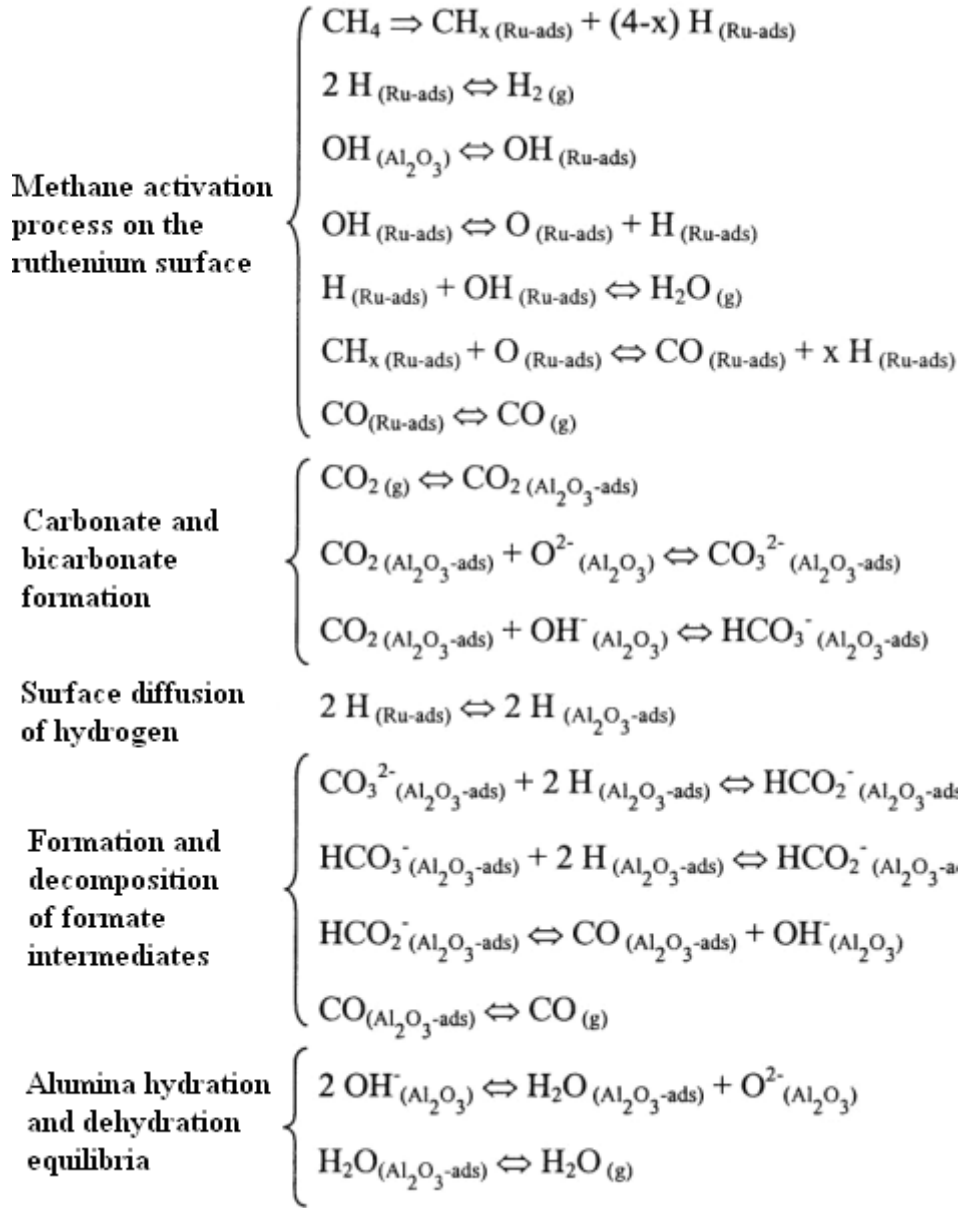 CH₄ ⇒ CHₓ (Ru-ads) + (4-x) H (Ru-ads)
2 H (Ru-ads) ⇔ H₂ (g)
OH (Al₂O₃) ⇔ OH (Ru-ads)
Methane activation
process on the
ruthenium surface
OH (Ru-ads) ⇔ O (Ru-ads) + H (Ru-ads)
H (Ru-ads) + OH (Ru-ads) ⇔ H₂O (g)
CHₓ (Ru-ads) + O (Ru-ads) ⇔ CO (Ru-ads) + x H (Ru-ads)
CO(Ru-ads) ⇔ CO (g)
CO₂ (g) ⇔ CO₂ (Al₂O₃-ads)
Carbonate and
bicarbonate
formation
CO₂ (Al₂O₃-ads) + O²⁻ (Al₂O₃) ⇔ CO₃²⁻ (Al₂O₃-ads)
CO₂ (Al₂O₃-ads) + OH⁻ (Al₂O₃) ⇔ HCO₃⁻ (Al₂O₃-ads)
Surface diffusion
of hydrogen
2 H (Ru-ads) ⇔ 2 H (Al₂O₃-ads)
CO₃²⁻ (Al₂O₃-ads) + 2 H (Al₂O₃-ads) ⇔ HCO₂⁻ (Al₂O₃-ads
Formation and
decomposition
of formate
intermediates
HCO₃⁻ (Al₂O₃-ads) + 2 H (Al₂O₃-ads) ⇔ HCO₂⁻ (Al₂O₃-a
HCO₂⁻ (Al₂O₃-ads) ⇔ CO (Al₂O₃-ads) + OH⁻ (Al₂O₃)
CO(Al₂O₃-ads) ⇔ CO (g)
Alumina hydration
and dehydration
equilibria
2 OH⁻ (Al₂O₃) ⇔ H₂O (Al₂O₃-ads) + O²⁻ (Al₂O₃)
H₂O(Al₂O₃-ads) ⇔ H₂O (g)